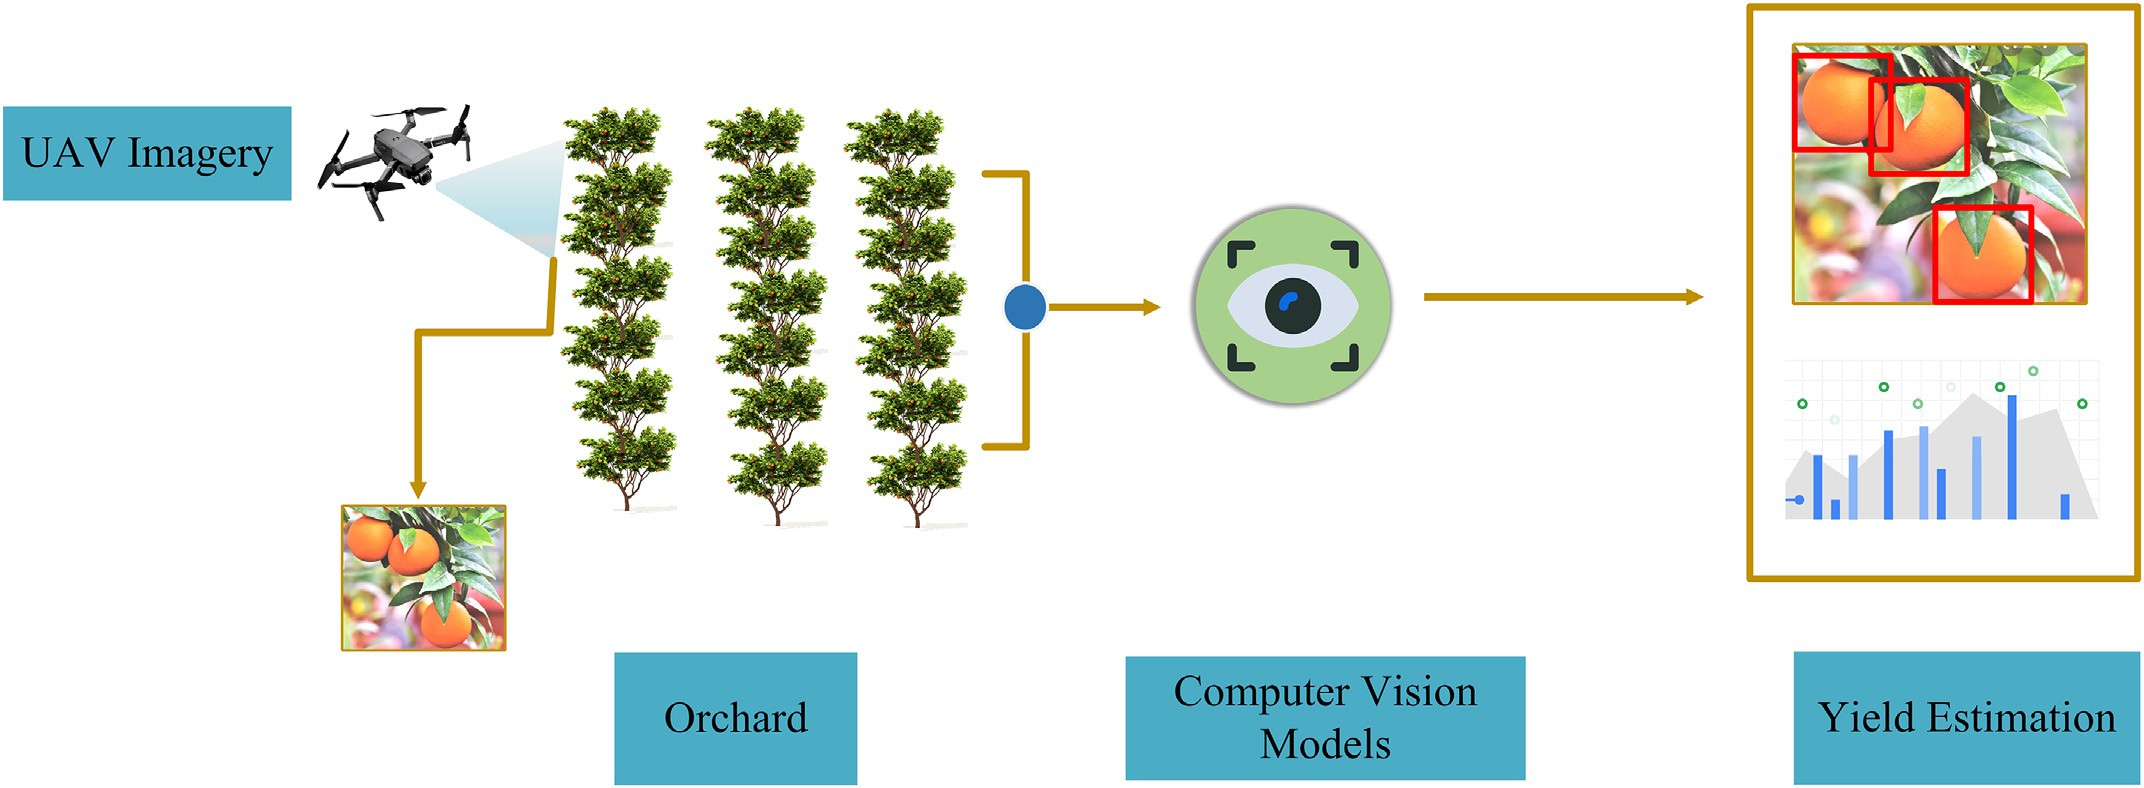 UAV Imagery
Orchard
Computer Vision
Models
Yield Estimation